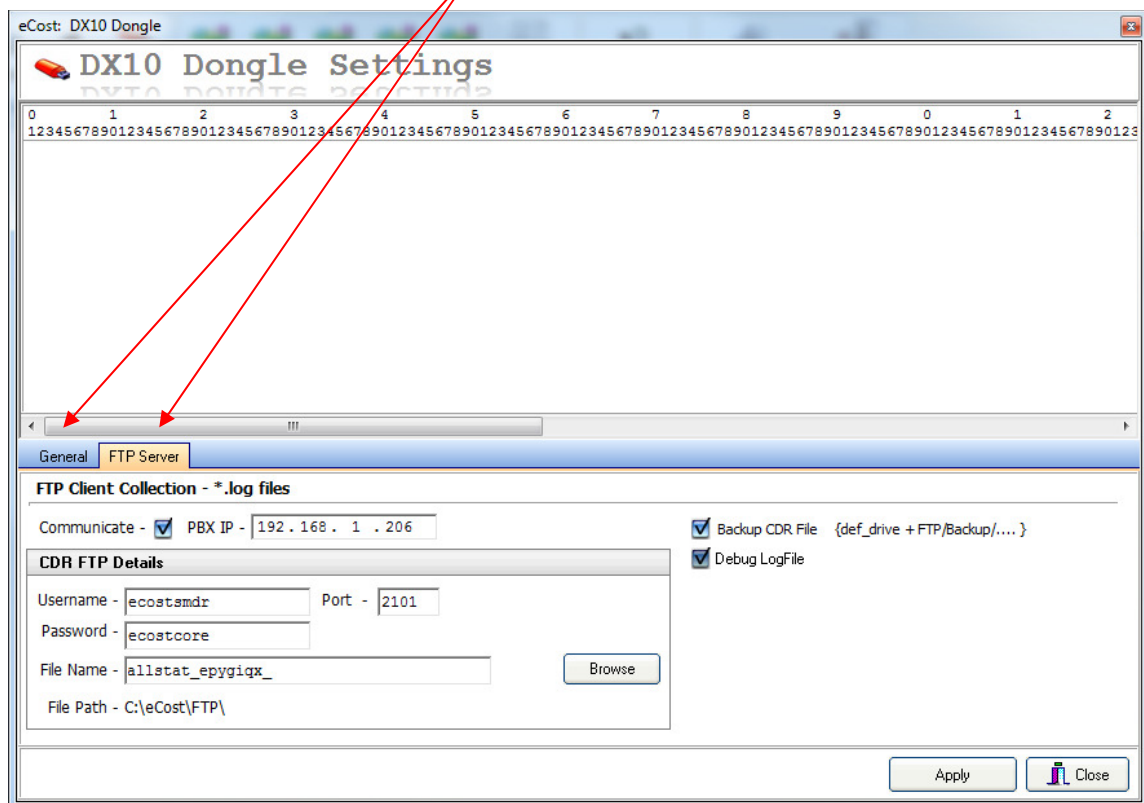 eCost: DX10 Dongle
DX10 Dongle Settings
0 1 2 3 4 5 6 7 8 9 0 1 2
123456789012345678901234567890123456789012345678901234567890123456789012345678901234567890123456789012345678901234567890123
General FTP Server
FTP Client Collection - *.log files
Communicate - PBX IP - 192.168. 1 .206
Backup CDR File {def_drive + FTP/Backup/.... }
Debug LogFile
CDR FTP Details
Username - ecostsmdr Port - 2101
Password - ecostcore
File Name - allstat_epygiqx_ Browse
File Path - C:\eCost\FTP\
Apply Close